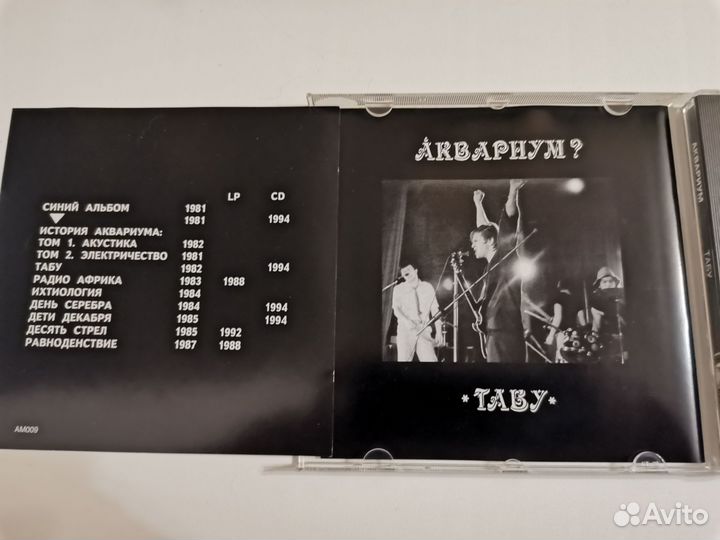 LP CD
СИНИЙ АЛЬБОМ 1981
▽ 1981 1994
ИСТОРИЯ АКВАРИУМА:
ТОМ 1. АКУСТИКА 1982
ТОМ 2. ЭЛЕКТРИЧЕСТВО 1981
ТАБУ 1982 1994
РАДИО АФРИКА 1983 1988
ИХТИОЛОГИЯ 1984
ДЕНЬ СЕРЕБРА 1984 1994
ДЕТИ ДЕКАБРЯ 1985 1994
ДЕСЯТЬ СТРЕЛ 1985 1992
РАВНОДЕНСТВИЕ 1987 1988
AM009
А́КВАРИУМ?
*ТАБУ*
АКВАРИУМ ТАБУ
Avito